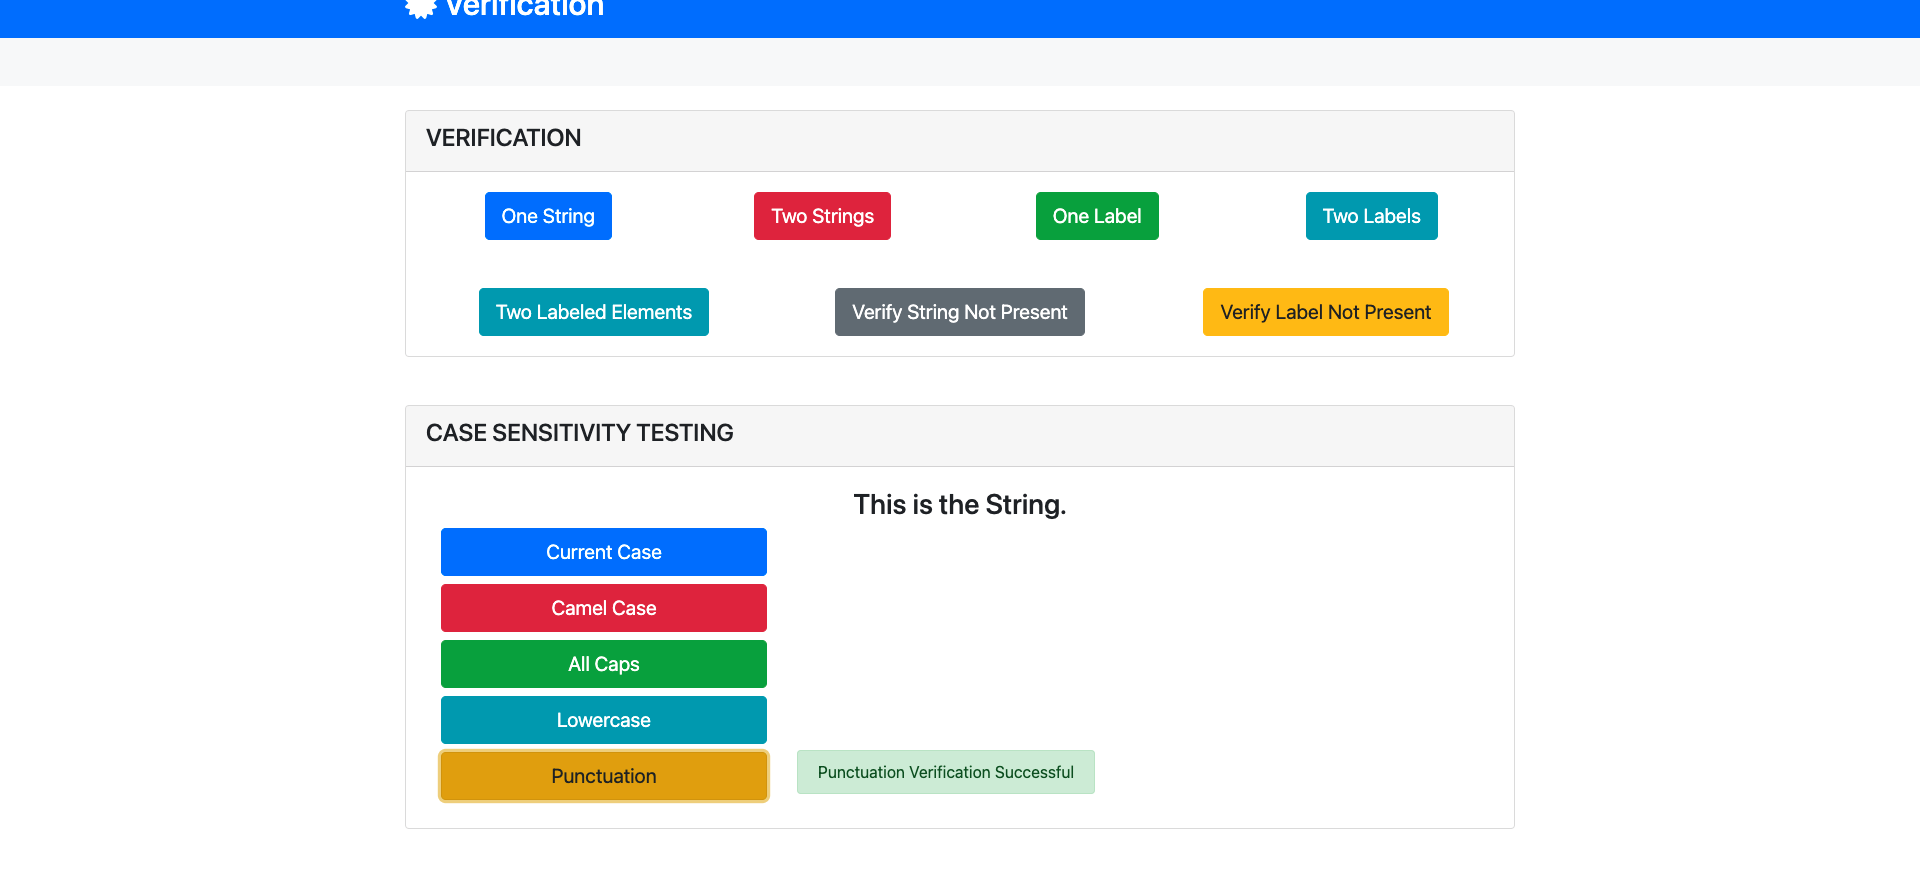 Verification
VERIFICATION
One String
Two Strings
One Label
Two Labels
Two Labeled Elements
Verify String Not Present
Verify Label Not Present
CASE SENSITIVITY TESTING
This is the String.
Current Case
Camel Case
All Caps
Lowercase
Punctuation
Punctuation Verification Successful